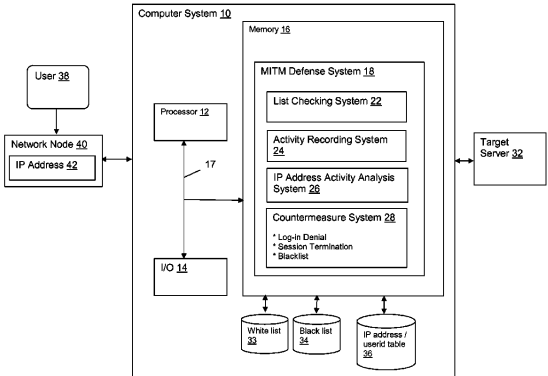 Computer System 10
Memory 16
MITM Defense System 18
List Checking System 22
Activity Recording System
24
IP Address Activity Analysis
System 26
Countermeasure System 28
* Log-in Denial
* Session Termination
* Blacklist
User 38
Network Node 40
IP Address 42
Processor 12
17
I/O 14
Target
Server 32
White list
33
Black list
34
IP address /
userid table
36